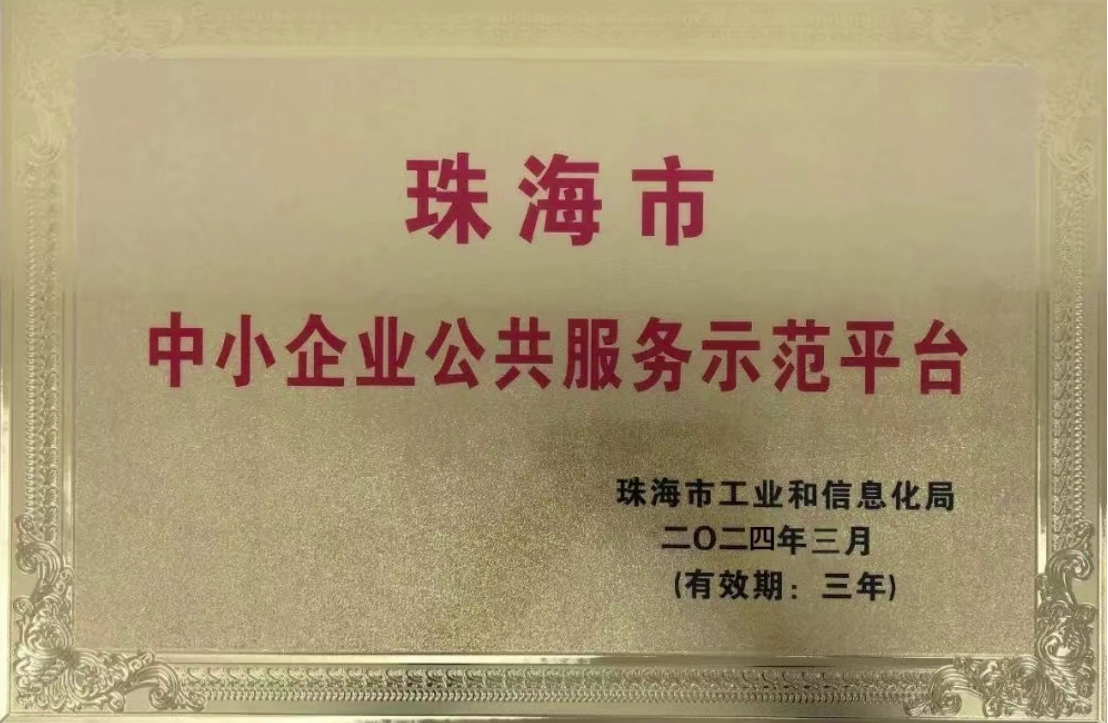 珠海市
中小企业公共服务示范平台
珠海市工业和信息化局
二〇二四年三月
(有效期：三年)